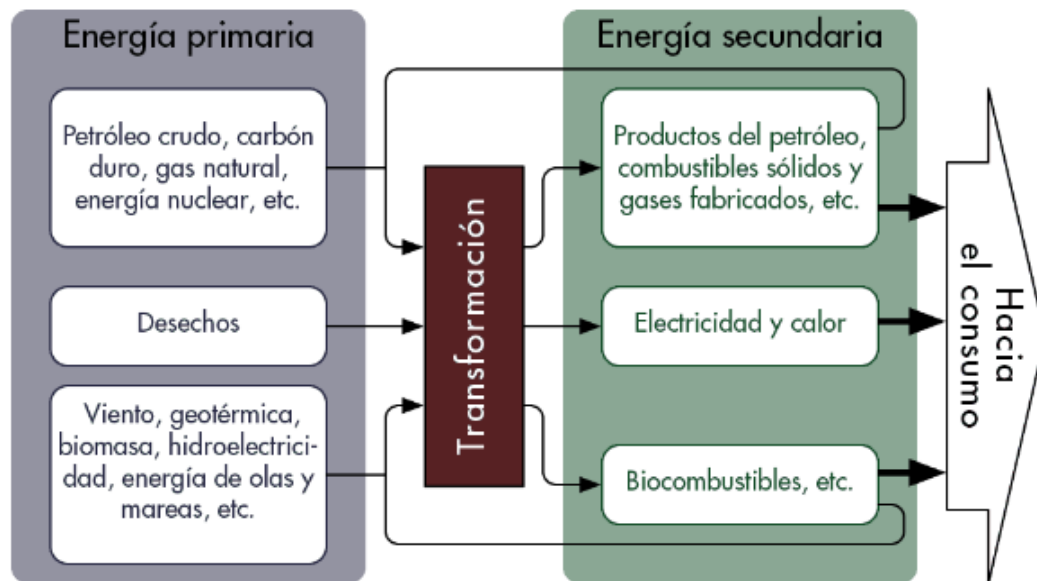 Energía primaria
Petróleo crudo, carbón
duro, gas natural,
energía nuclear, etc.
Desechos
Viento, geotérmica,
biomasa, hidroelectrici-
dad, energía de olas y
mareas, etc.
Transformación
Energía secundaria
Productos del petróleo,
combustibles sólidos y
gases fabricados, etc.
Electricidad y calor
Biocombustibles, etc.
Hacia
el consumo